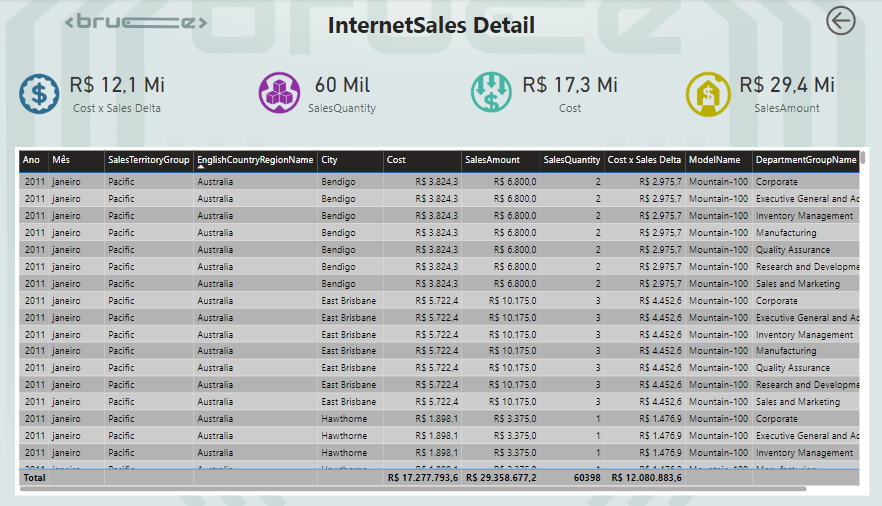 <bruce>
InternetSales Detail
R$ 12,1 Mi
Cost x Sales Delta
60 Mil
SalesQuantity
R$ 17,3 Mi
Cost
R$ 29,4 Mi
SalesAmount
Ano Mês SalesTerritoryGroup EnglishCountryRegionName City Cost SalesAmount SalesQuantity Cost x Sales Delta ModelName DepartmentGroupName
2011 janeiro Pacific Australia Bendigo R$ 3.824,3 R$ 6.800,0 2 R$ 2.975,7 Mountain-100 Corporate
2011 janeiro Pacific Australia Bendigo R$ 3.824,3 R$ 6.800,0 2 R$ 2.975,7 Mountain-100 Executive General and Ad
2011 janeiro Pacific Australia Bendigo R$ 3.824,3 R$ 6.800,0 2 R$ 2.975,7 Mountain-100 Inventory Management
2011 janeiro Pacific Australia Bendigo R$ 3.824,3 R$ 6.800,0 2 R$ 2.975,7 Mountain-100 Manufacturing
2011 janeiro Pacific Australia Bendigo R$ 3.824,3 R$ 6.800,0 2 R$ 2.975,7 Mountain-100 Quality Assurance
2011 janeiro Pacific Australia Bendigo R$ 3.824,3 R$ 6.800,0 2 R$ 2.975,7 Mountain-100 Research and Developme
2011 janeiro Pacific Australia Bendigo R$ 3.824,3 R$ 6.800,0 2 R$ 2.975,7 Mountain-100 Sales and Marketing
2011 janeiro Pacific Australia East Brisbane R$ 5.722,4 R$ 10.175,0 3 R$ 4.452,6 Mountain-100 Corporate
2011 janeiro Pacific Australia East Brisbane R$ 5.722,4 R$ 10.175,0 3 R$ 4.452,6 Mountain-100 Executive General and Ad
2011 janeiro Pacific Australia East Brisbane R$ 5.722,4 R$ 10.175,0 3 R$ 4.452,6 Mountain-100 Inventory Management
2011 janeiro Pacific Australia East Brisbane R$ 5.722,4 R$ 10.175,0 3 R$ 4.452,6 Mountain-100 Manufacturing
2011 janeiro Pacific Australia East Brisbane R$ 5.722,4 R$ 10.175,0 3 R$ 4.452,6 Mountain-100 Quality Assurance
2011 janeiro Pacific Australia East Brisbane R$ 5.722,4 R$ 10.175,0 3 R$ 4.452,6 Mountain-100 Research and Developme
2011 janeiro Pacific Australia East Brisbane R$ 5.722,4 R$ 10.175,0 3 R$ 4.452,6 Mountain-100 Sales and Marketing
2011 janeiro Pacific Australia Hawthorne R$ 1.898,1 R$ 3.375,0 1 R$ 1.476,9 Mountain-100 Corporate
2011 janeiro Pacific Australia Hawthorne R$ 1.898,1 R$ 3.375,0 1 R$ 1.476,9 Mountain-100 Executive General and Ad
2011 janeiro Pacific Australia Hawthorne R$ 1.898,1 R$ 3.375,0 1 R$ 1.476,9 Mountain-100 Inventory Management
Total R$ 17.277.793,6 R$ 29.358.677,2 60398 R$ 12.080.883,6